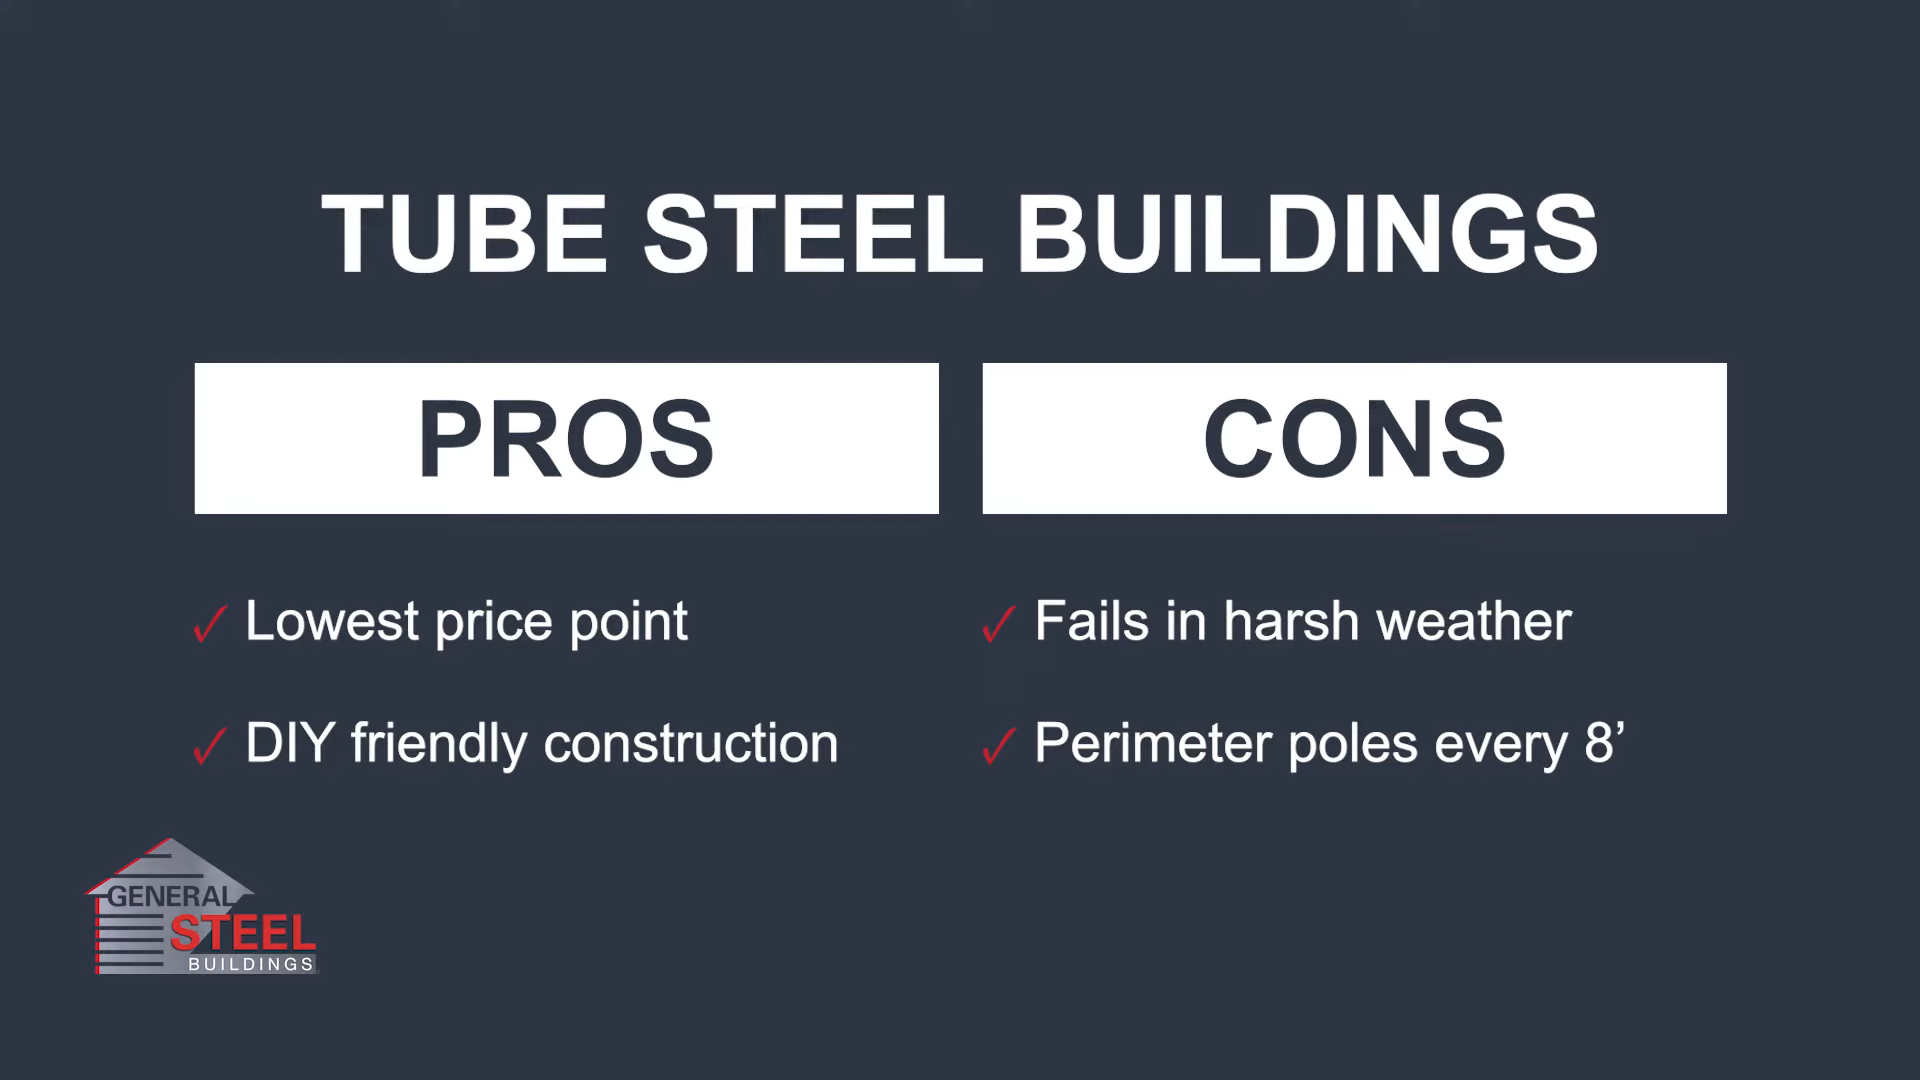 TUBE STEEL BUILDINGS
PROS
CONS
✓ Lowest price point
✓ DIY friendly construction
✓ Fails in harsh weather
✓ Perimeter poles every 8’
GENERAL
STEEL
BUILDINGS